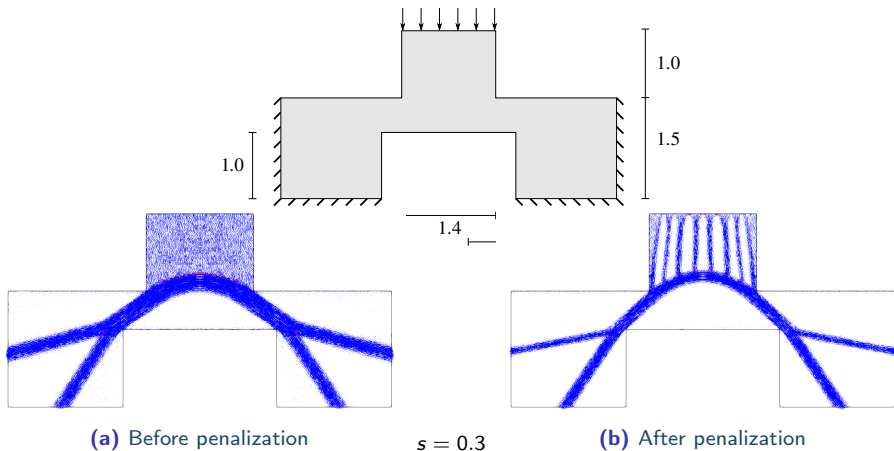 1.0
1.5
1.0
1.4
(a) Before penalization
s = 0.3
(b) After penalization